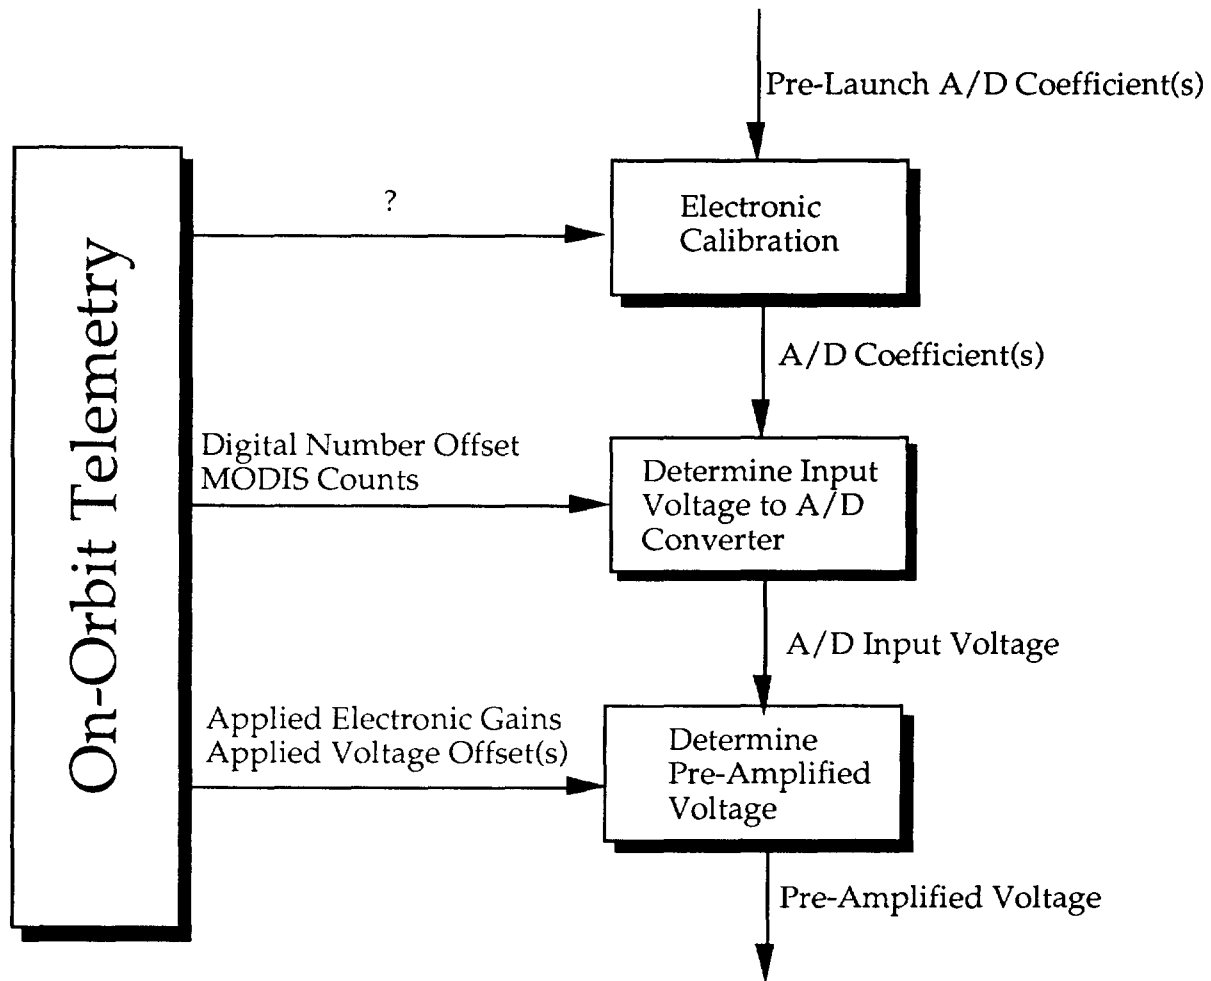 Pre-Launch A/D Coefficient(s)
?
Electronic
Calibration
A/D Coefficient(s)
On-Orbit Telemetry
Digital Number Offset
MODIS Counts
Determine Input
Voltage to A/D
Converter
A/D Input Voltage
Applied Electronic Gains
Applied Voltage Offset(s)
Determine
Pre-Amplified
Voltage
Pre-Amplified Voltage